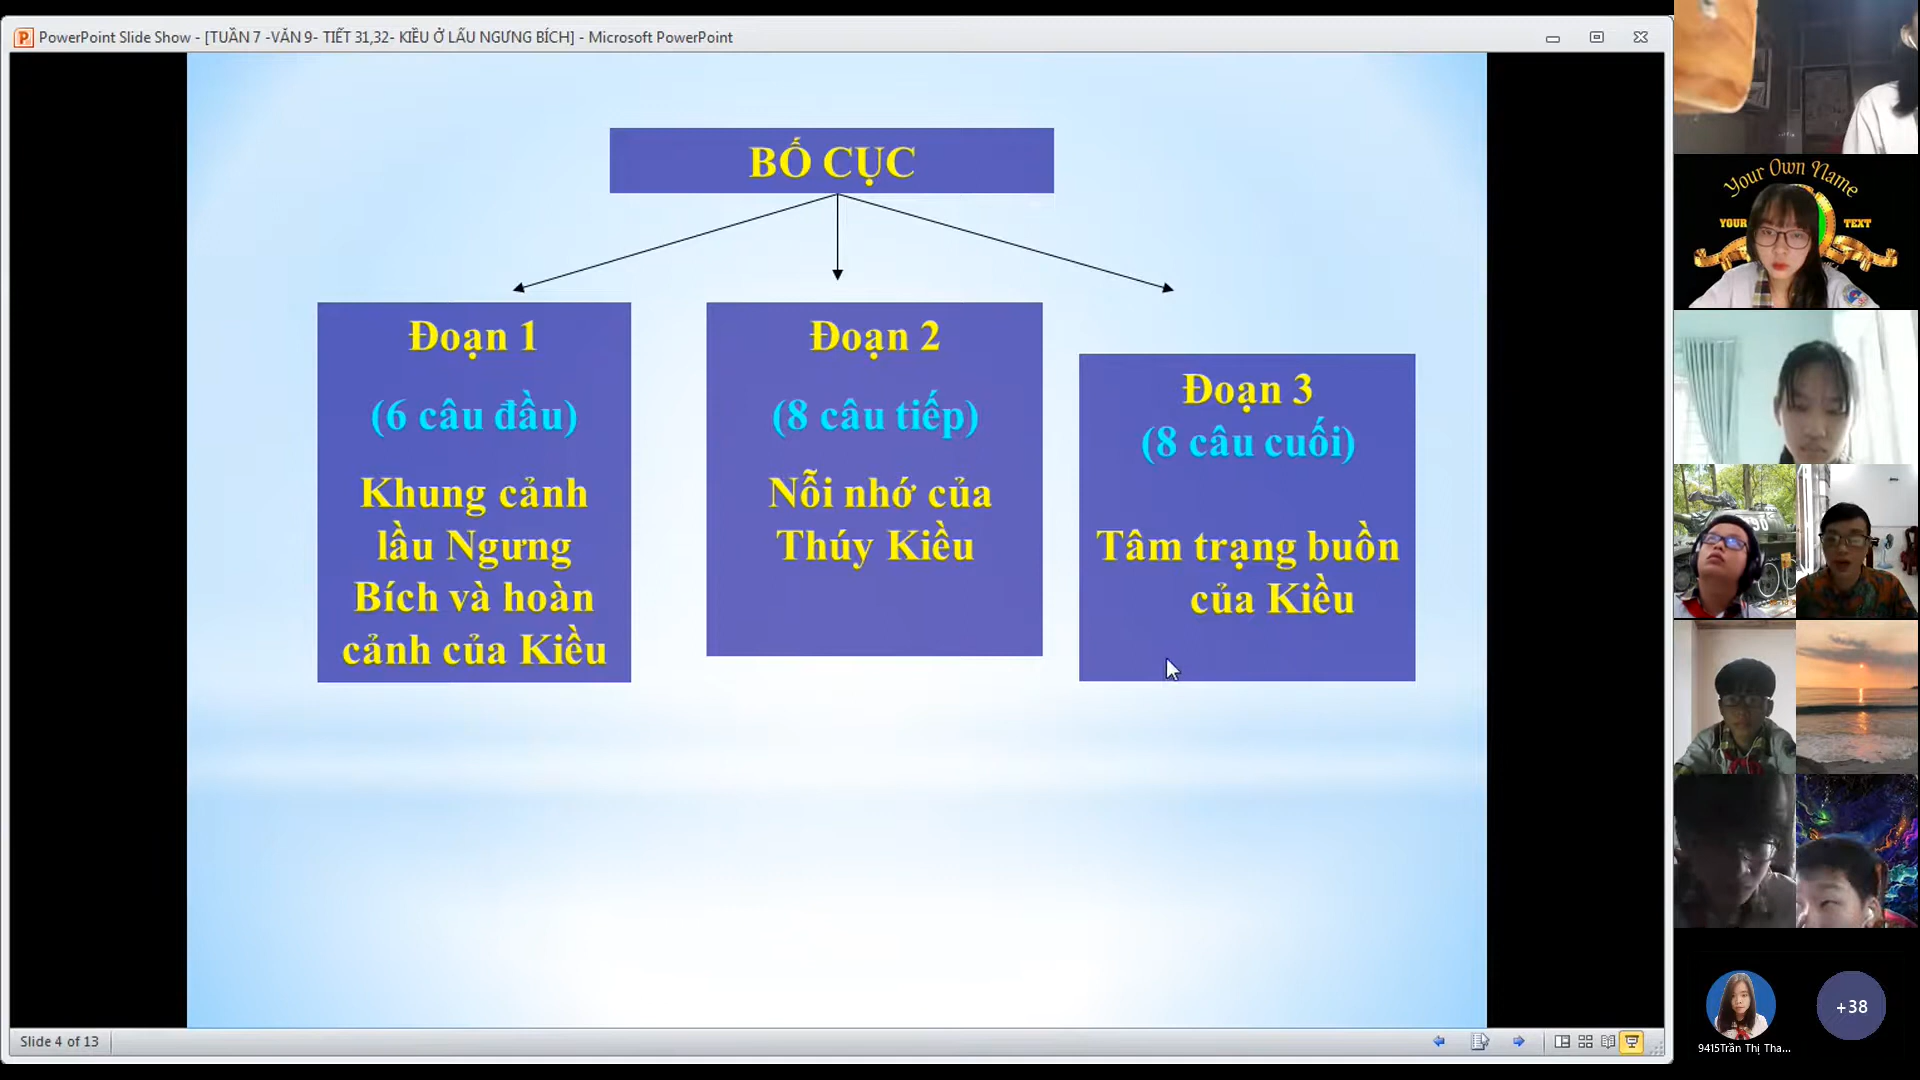 PowerPoint Slide Show - [TUẦN 7 -VĂN 9- TIẾT 31,32- KIỀU Ở LẦU NGƯNG BÍCH] - Microsoft PowerPoint
BỐ CỤC
Đoạn 1
(6 câu đầu)
Khung cảnh
lầu Ngưng
Bích và hoàn
cảnh của Kiều
Đoạn 2
(8 câu tiếp)
Nỗi nhớ của
Thúy Kiều
Đoạn 3
(8 câu cuối)
Tâm trạng buồn
của Kiều
Slide 4 of 13
Your Own Name
YOUR TEXT
+38
9415Trần Thị Tha...